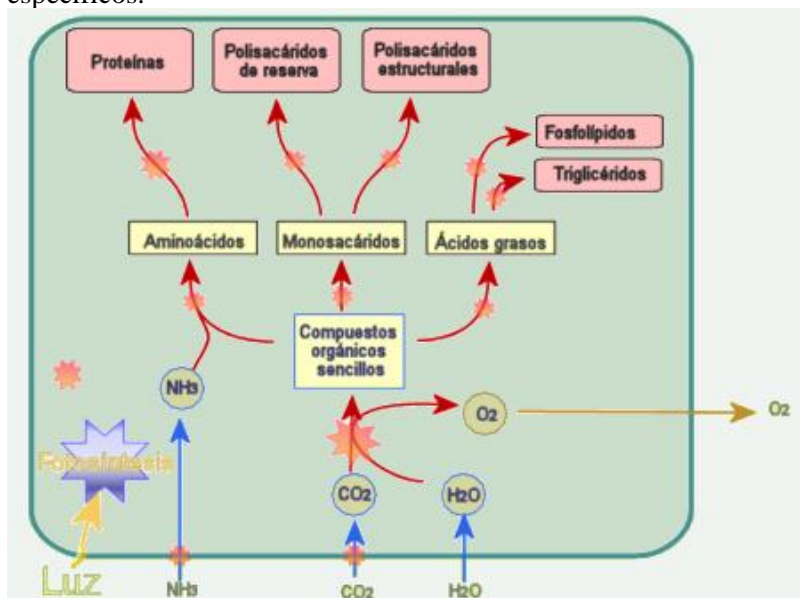 específicos.
Proteínas
Polisacáridos
de reserva
Polisacáridos
estructurales
Fosfolípidos
Triglicéridos
Aminoácidos
Monosacáridos
Ácidos grasos
Compuestos
orgánicos
sencillos
NH3
O2
O2
Fotosíntesis
CO2
H2O
Luz
NH3
CO2
H2O